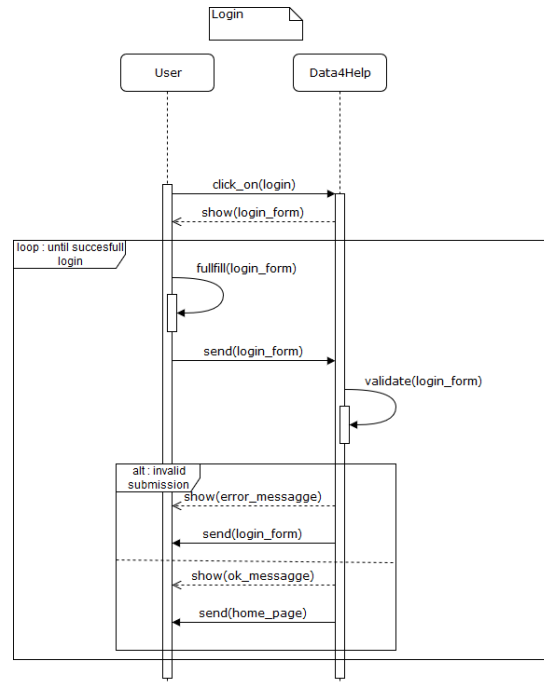 Login
User
Data4Help
click_on(login)
show(login_form)
loop : until succesfull
login
fullfill(login_form)
send(login_form)
validate(login_form)
alt : invalid
submission
show(error_messagge)
send(login_form)
show(ok_messagge)
send(home_page)